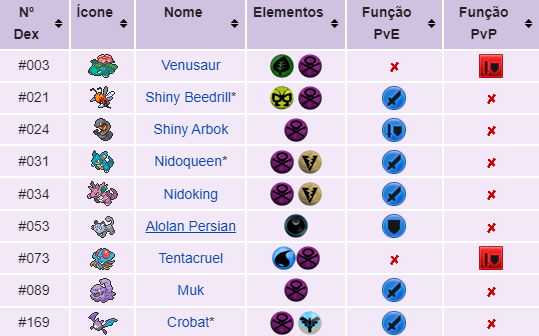 Nº Dex Ícone Nome Elementos Função PvE Função PvP
#003 Venusaur ✘
#021 Shiny Beedrill* ✘
#024 Shiny Arbok ✘
#031 Nidoqueen* ✘
#034 Nidoking ✘
#053 Alolan Persian ✘
#073 Tentacruel ✘
#089 Muk ✘
#169 Crobat* ✘